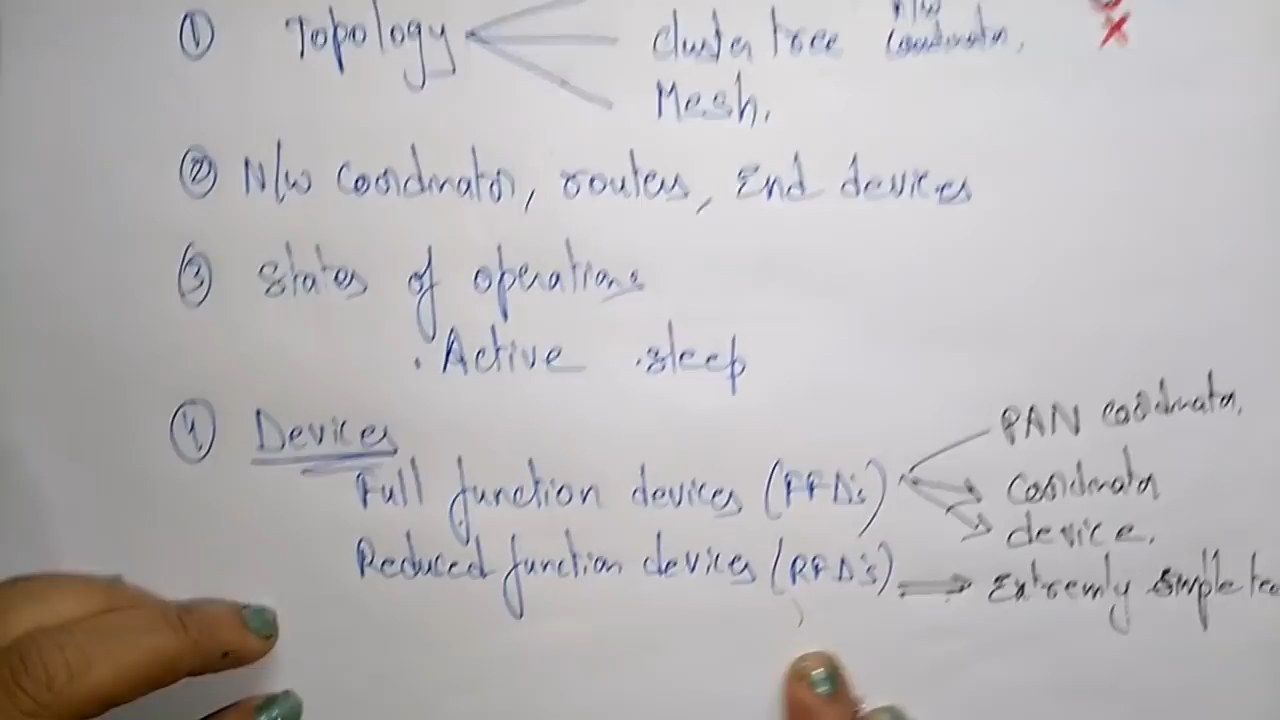 N/w
① Topology cluster tree coordinator.
Mesh.
② N/w coordinator, routers, End devices
③ States of operations
. Active . sleep
④ Devices
PAN coordinator.
Full function devices (FFD's) coordinator
device.
Reduced function devices (RFD's) Extremly simple